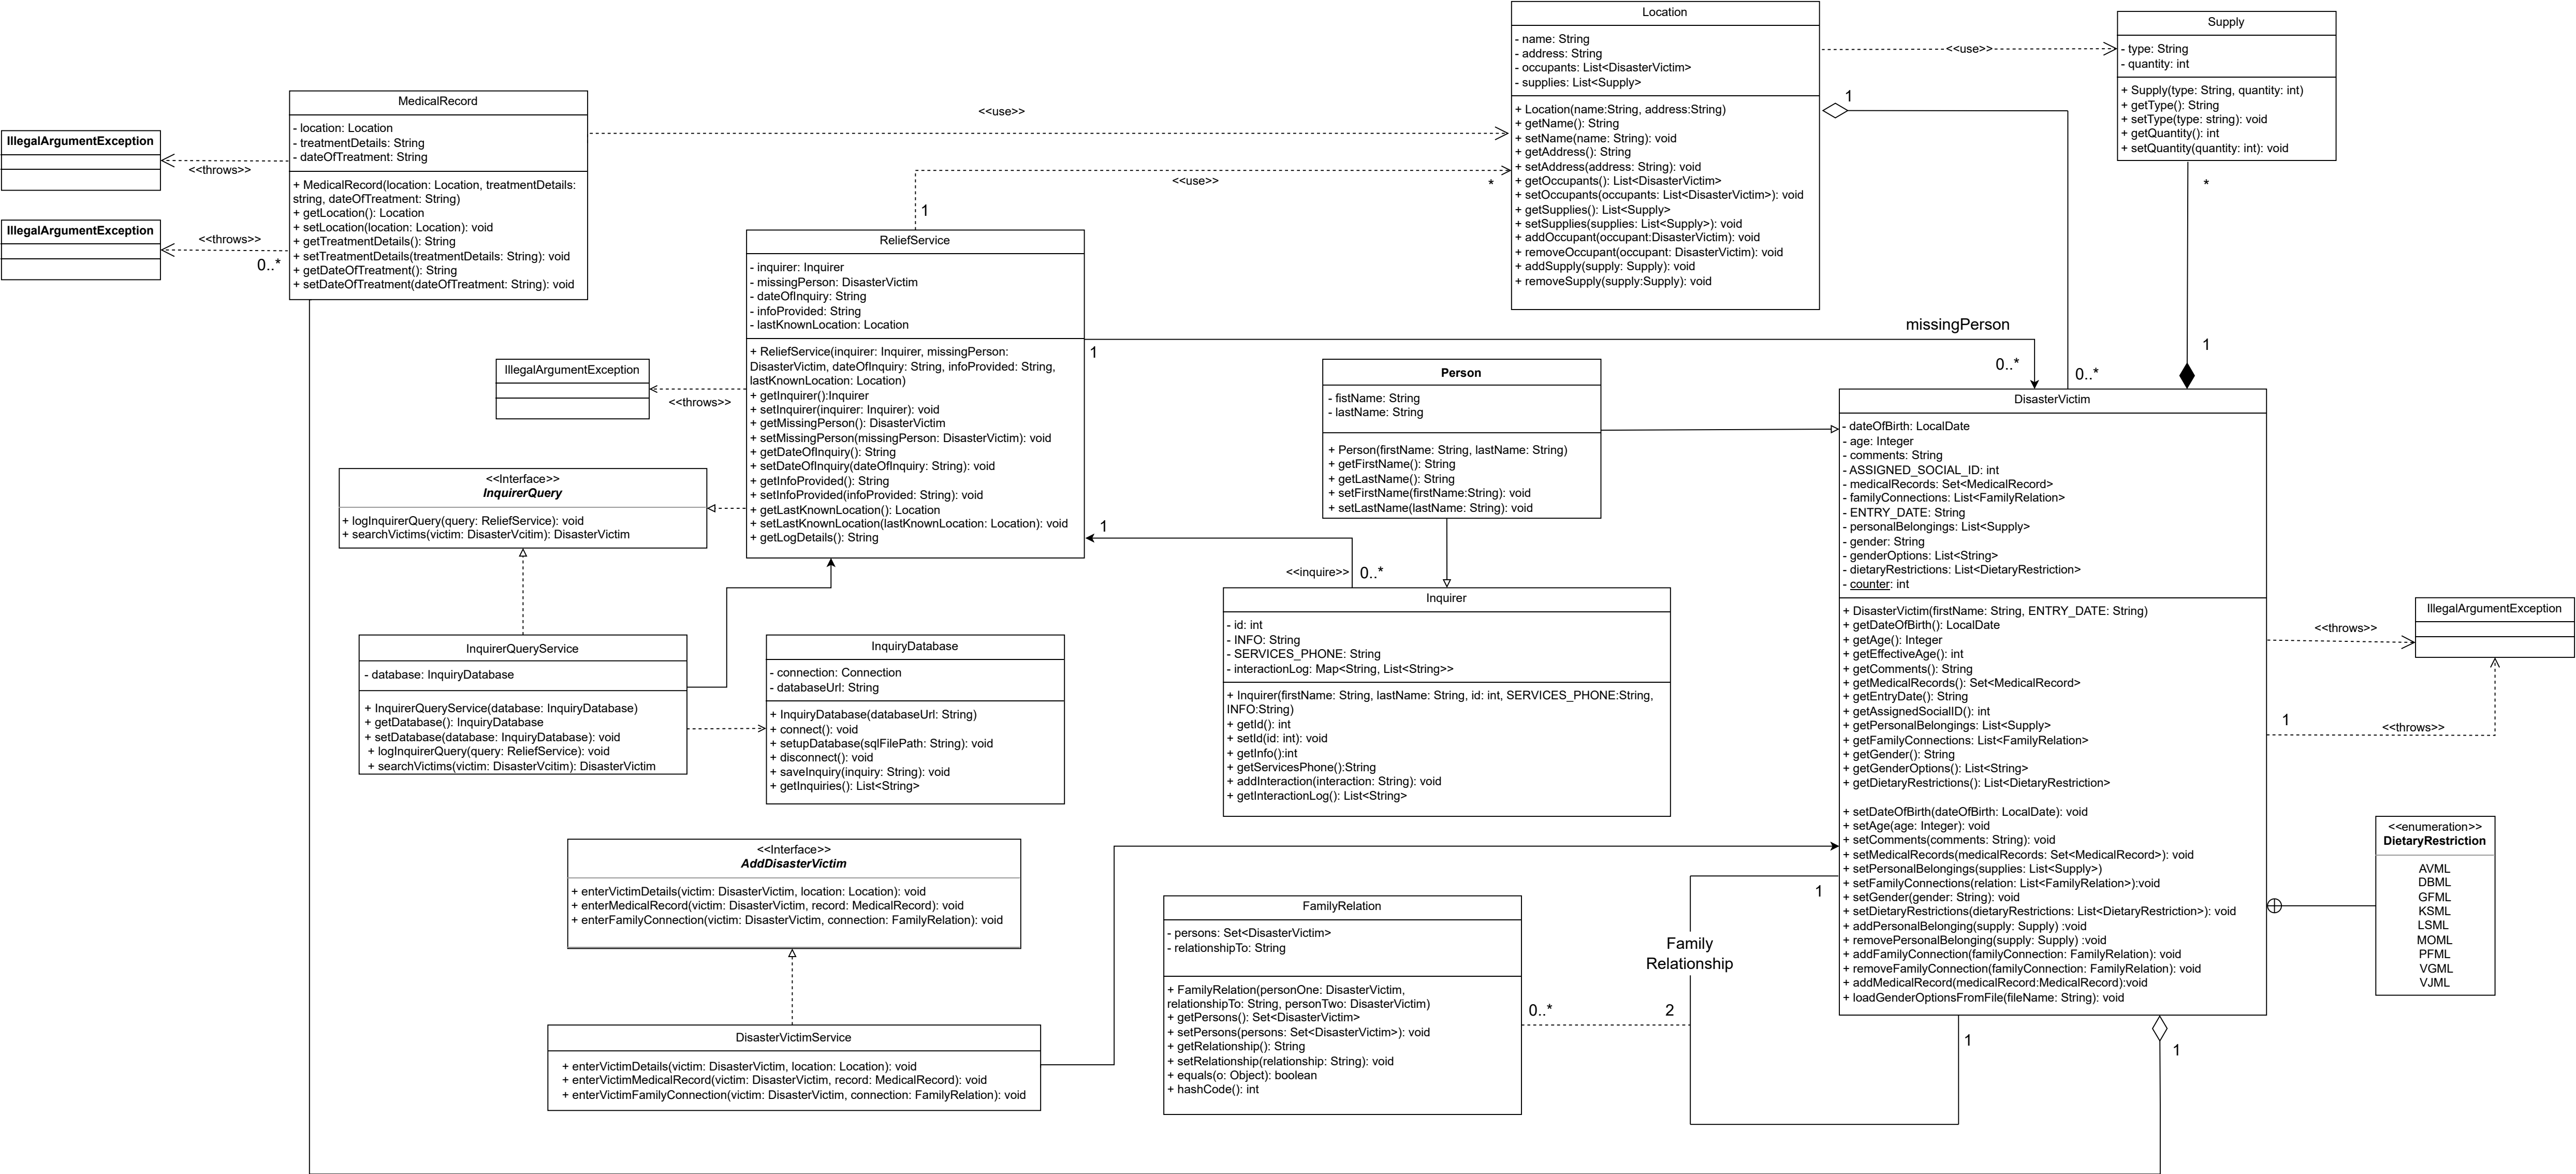 MedicalRecord
- location: Location
- treatmentDetails: String
- dateOfTreatment: String
+ MedicalRecord(location: Location, treatmentDetails:
string, dateOfTreatment: String)
+ getLocation(): Location
+ setLocation(location: Location): void
+ getTreatmentDetails(): String
+ setTreatmentDetails(treatmentDetails: String): void
+ getDateOfTreatment(): String
+ setDateOfTreatment(dateOfTreatment: String): void
IllegalArgumentException
<<throws>>
IllegalArgumentException
<<throws>>
0..*
<<use>>
<<use>>
1
*
Location
- name: String
- address: String
- occupants: List<DisasterVictim>
- supplies: List<Supply>
+ Location(name:String, address:String)
+ getName(): String
+ setName(name: String): void
+ getAddress(): String
+ setAddress(address: String): void
+ getOccupants(): List<DisasterVictim>
+ setOccupants(occupants: List<DisasterVictim>): void
+ getSupplies(): List<Supply>
+ setSupplies(supplies: List<Supply>): void
+ addOccupant(occupant:DisasterVictim): void
+ removeOccupant(occupant: DisasterVictim): void
+ addSupply(supply: Supply): void
+ removeSupply(supply:Supply): void
<<use>>
1
Supply
- type: String
- quantity: int
+ Supply(type: String, quantity: int)
+ getType(): String
+ setType(type: string): void
+ getQuantity(): int
+ setQuantity(quantity: int): void
*
1
ReliefService
- inquirer: Inquirer
- missingPerson: DisasterVictim
- dateOfInquiry: String
- infoProvided: String
- lastKnownLocation: Location
+ ReliefService(inquirer: Inquirer, missingPerson:
DisasterVictim, dateOfInquiry: String, infoProvided: String,
lastKnownLocation: Location)
+ getInquirer():Inquirer
+ setInquirer(inquirer: Inquirer): void
+ getMissingPerson(): DisasterVictim
+ setMissingPerson(missingPerson: DisasterVictim): void
+ getDateOfInquiry(): String
+ setDateOfInquiry(dateOfInquiry: String): void
+ getInfoProvided(): String
+ setInfoProvided(infoProvided: String): void
+ getLastKnownLocation(): Location
+ setLastKnownLocation(lastKnownLocation: Location): void
+ getLogDetails(): String
1
missingPerson
0..*
0..*
IllegalArgumentException
<<throws>>
Person
- fistName: String
- lastName: String
+ Person(firstName: String, lastName: String)
+ getFirstName(): String
+ getLastName(): String
+ setFirstName(firstName:String): void
+ setLastName(lastName: String): void
<<Interface>>
InquirerQuery
+ logInquirerQuery(query: ReliefService): void
+ searchVictims(victim: DisasterVcitim): DisasterVictim
1
<<inquire>>
0..*
Inquirer
- id: int
- INFO: String
- SERVICES_PHONE: String
- interactionLog: Map<String, List<String>>
+ Inquirer(firstName: String, lastName: String, id: int, SERVICES_PHONE:String,
INFO:String)
+ getId(): int
+ setId(id: int): void
+ getInfo():int
+ getServicesPhone():String
+ addInteraction(interaction: String): void
+ getInteractionLog(): List<String>
InquirerQueryService
- database: InquiryDatabase
+ InquirerQueryService(database: InquiryDatabase)
+ getDatabase(): InquiryDatabase
+ setDatabase(database: InquiryDatabase): void
+ logInquirerQuery(query: ReliefService): void
+ searchVictims(victim: DisasterVcitim): DisasterVictim
InquiryDatabase
- connection: Connection
- databaseUrl: String
+ InquiryDatabase(databaseUrl: String)
+ connect(): void
+ setupDatabase(sqlFilePath: String): void
+ disconnect(): void
+ saveInquiry(inquiry: String): void
+ getInquiries(): List<String>
DisasterVictim
- dateOfBirth: LocalDate
- age: Integer
- comments: String
- ASSIGNED_SOCIAL_ID: int
- medicalRecords: Set<MedicalRecord>
- familyConnections: List<FamilyRelation>
- ENTRY_DATE: String
- personalBelongings: List<Supply>
- gender: String
- genderOptions: List<String>
- dietaryRestrictions: List<DietaryRestriction>
- counter: int
+ DisasterVictim(firstName: String, ENTRY_DATE: String)
+ getDateOfBirth(): LocalDate
+ getAge(): Integer
+ getEffectiveAge(): int
+ getComments(): String
+ getMedicalRecords(): Set<MedicalRecord>
+ getEntryDate(): String
+ getAssignedSocialID(): int
+ getPersonalBelongings: List<Supply>
+ getFamilyConnections: List<FamilyRelation>
+ getGender(): String
+ getGenderOptions(): List<String>
+ getDietaryRestrictions(): List<DietaryRestriction>
+ setDateOfBirth(dateOfBirth: LocalDate): void
+ setAge(age: Integer): void
+ setComments(comments: String): void
+ setMedicalRecords(medicalRecords: Set<MedicalRecord>): void
+ setPersonalBelongings(supplies: List<Supply>)
+ setFamilyConnections(relation: List<FamilyRelation>):void
+ setGender(gender: String): void
+ setDietaryRestrictions(dietaryRestrictions: List<DietaryRestriction>): void
+ addPersonalBelonging(supply: Supply) :void
+ removePersonalBelonging(supply: Supply) :void
+ addFamilyConnection(familyConnection: FamilyRelation): void
+ removeFamilyConnection(familyConnection: FamilyRelation): void
+ addMedicalRecord(medicalRecord:MedicalRecord):void
+ loadGenderOptionsFromFile(fileName: String): void
IllegalArgumentException
<<throws>>
1
<<throws>>
<<enumeration>>
DietaryRestriction
AVML
DBML
GFML
KSML
LSML
MOML
PFML
VGML
VJML
<<Interface>>
AddDisasterVictim
+ enterVictimDetails(victim: DisasterVictim, location: Location): void
+ enterMedicalRecord(victim: DisasterVictim, record: MedicalRecord): void
+ enterFamilyConnection(victim: DisasterVictim, connection: FamilyRelation): void
DisasterVictimService
+ enterVictimDetails(victim: DisasterVictim, location: Location): void
+ enterVictimMedicalRecord(victim: DisasterVictim, record: MedicalRecord): void
+ enterVictimFamilyConnection(victim: DisasterVictim, connection: FamilyRelation): void
FamilyRelation
- persons: Set<DisasterVictim>
- relationshipTo: String
+ FamilyRelation(personOne: DisasterVictim,
relationshipTo: String, personTwo: DisasterVictim)
+ getPersons(): Set<DisasterVictim>
+ setPersons(persons: Set<DisasterVictim>): void
+ getRelationship(): String
+ setRelationship(relationship: String): void
+ equals(o: Object): boolean
+ hashCode(): int
1
Family
Relationship
0..*
2
1
1